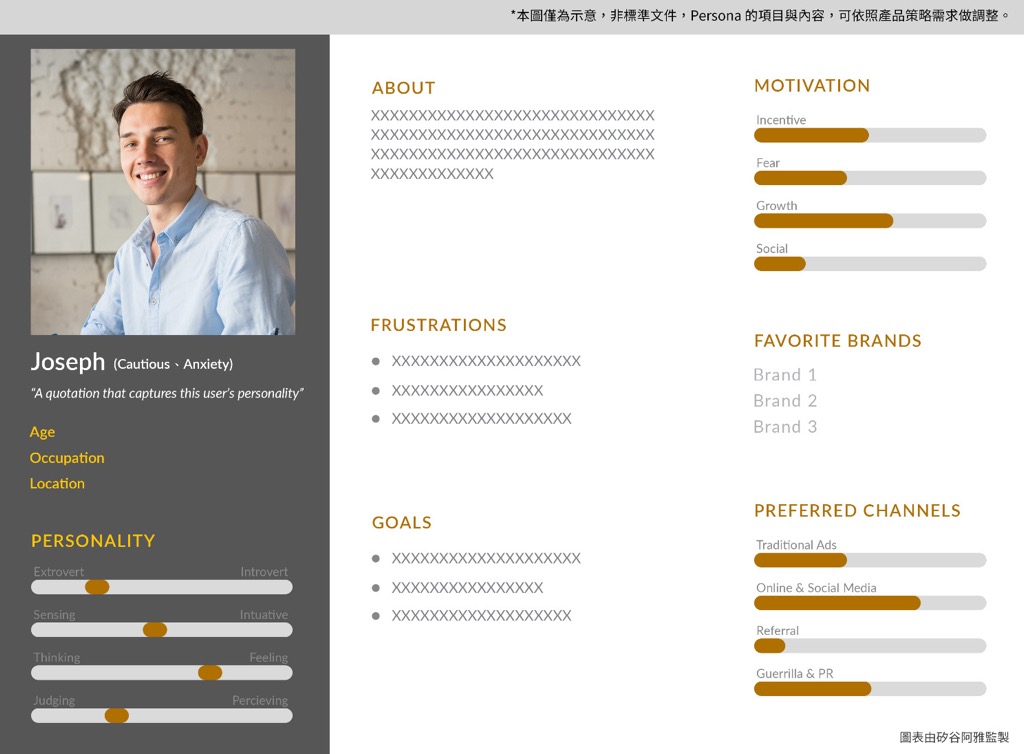 *本圖僅為示意，非標準文件，Persona 的項目與內容，可依照產品策略需求做調整。
Joseph (Cautious、Anxiety)
“A quotation that captures this user’s personality”
Age
Occupation
Location
PERSONALITY
Extrovert Introvert
Sensing Intuative
Thinking Feeling
Judging Percieving
ABOUT
XXXXXXXXXXXXXXXXXXXXXXXXXXX
XXXXXXXXXXXXXXXXXXXXXXXXXXX
XXXXXXXXXXXXXXXXXXXXXXXXXXX
XXXXXXXXXXXXX
FRUSTRATIONS
● XXXXXXXXXXXXXXXXXXXX
● XXXXXXXXXXXXXXXX
● XXXXXXXXXXXXXXXXXXX
GOALS
● XXXXXXXXXXXXXXXXXXXX
● XXXXXXXXXXXXXXXX
● XXXXXXXXXXXXXXXXXXX
MOTIVATION
Incentive
Fear
Growth
Social
FAVORITE BRANDS
Brand 1
Brand 2
Brand 3
PREFERRED CHANNELS
Traditional Ads
Online & Social Media
Referral
Guerrilla & PR
圖表由矽谷阿雅監製